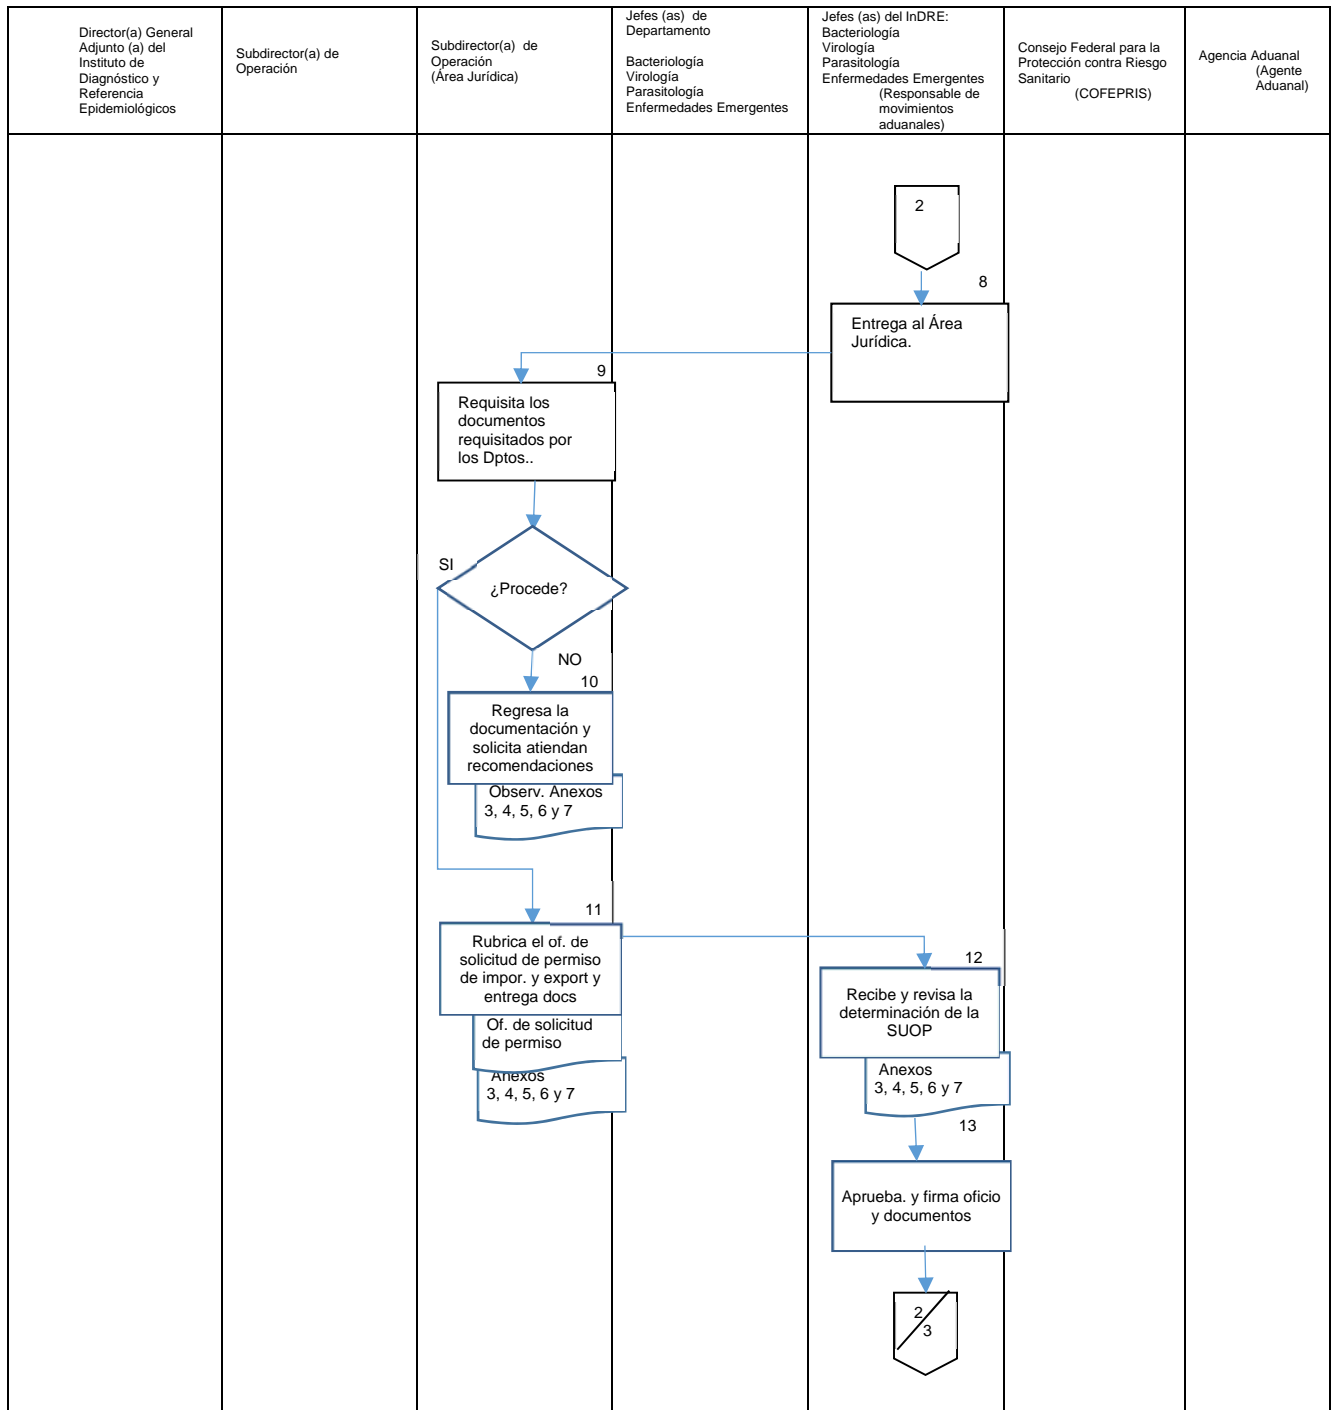 Director(a) General
Adjunto (a) del
Instituto de
Diagnóstico y
Referencia
Epidemiológicos
Subdirector(a) de
Operación
Subdirector(a) de
Operación
(Área Jurídica)
Jefes (as) de
Departamento
Bacteriología
Virología
Parasitología
Enfermedades Emergentes
Jefes (as) del InDRE:
Bacteriología
Virología
Parasitología
Enfermedades Emergentes
(Responsable de
movimientos
aduanales)
Consejo Federal para la
Protección contra Riesgo
Sanitario
(COFEPRIS)
Agencia Aduanal
(Agente
Aduanal)
2
8
Entrega al Área
Jurídica.
9
Requisita los
documentos
requisitados por
los Dptos..
SI
¿Procede?
NO
10
Regresa la
documentación y
solicita atiendan
recomendaciones
Observ. Anexos
3, 4, 5, 6 y 7
11
Rubrica el of. de
solicitud de permiso
de impor. y export y
entrega docs
Of. de solicitud
de permiso
Anexos
3, 4, 5, 6 y 7
12
Recibe y revisa la
determinación de la
SUOP
Anexos
3, 4, 5, 6 y 7
13
Aprueba. y firma oficio
y documentos
2
3